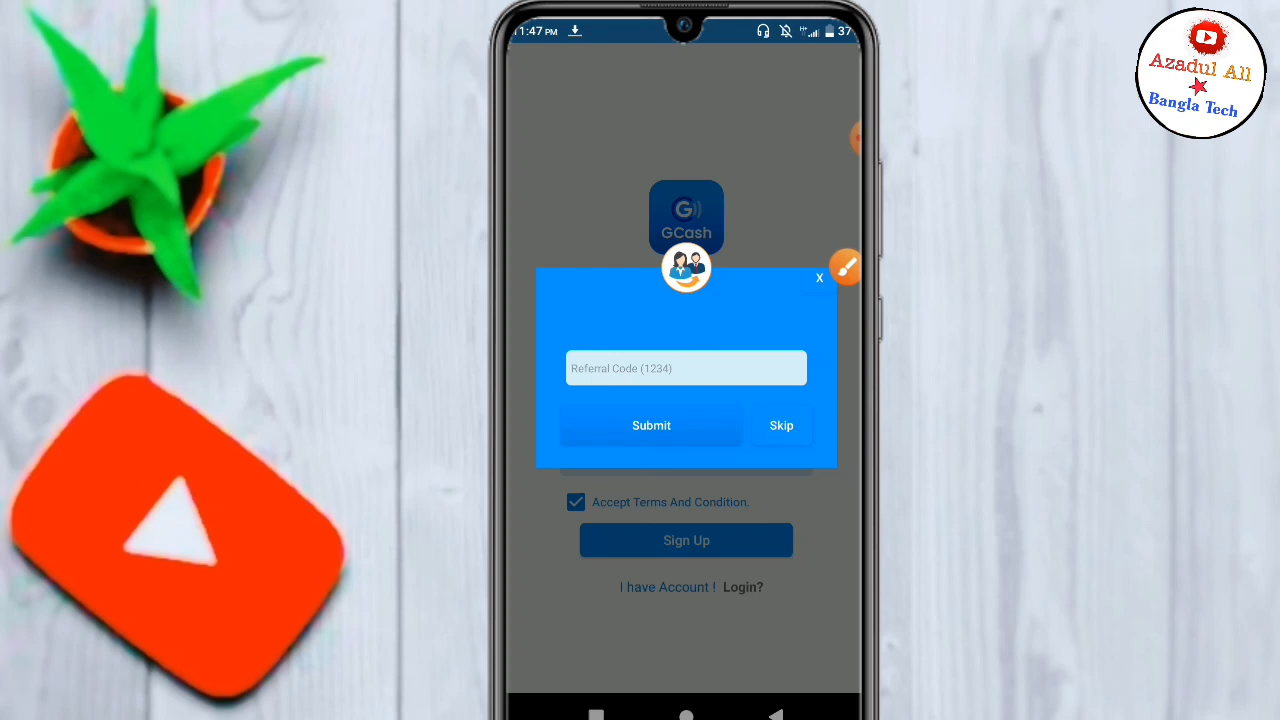 11:47 PM
37
Azadul All
Bangla Tech
G
GCash
X
Referral Code (1234)
Submit
Skip
Accept Terms And Condition.
Sign Up
I have Account ! Login?